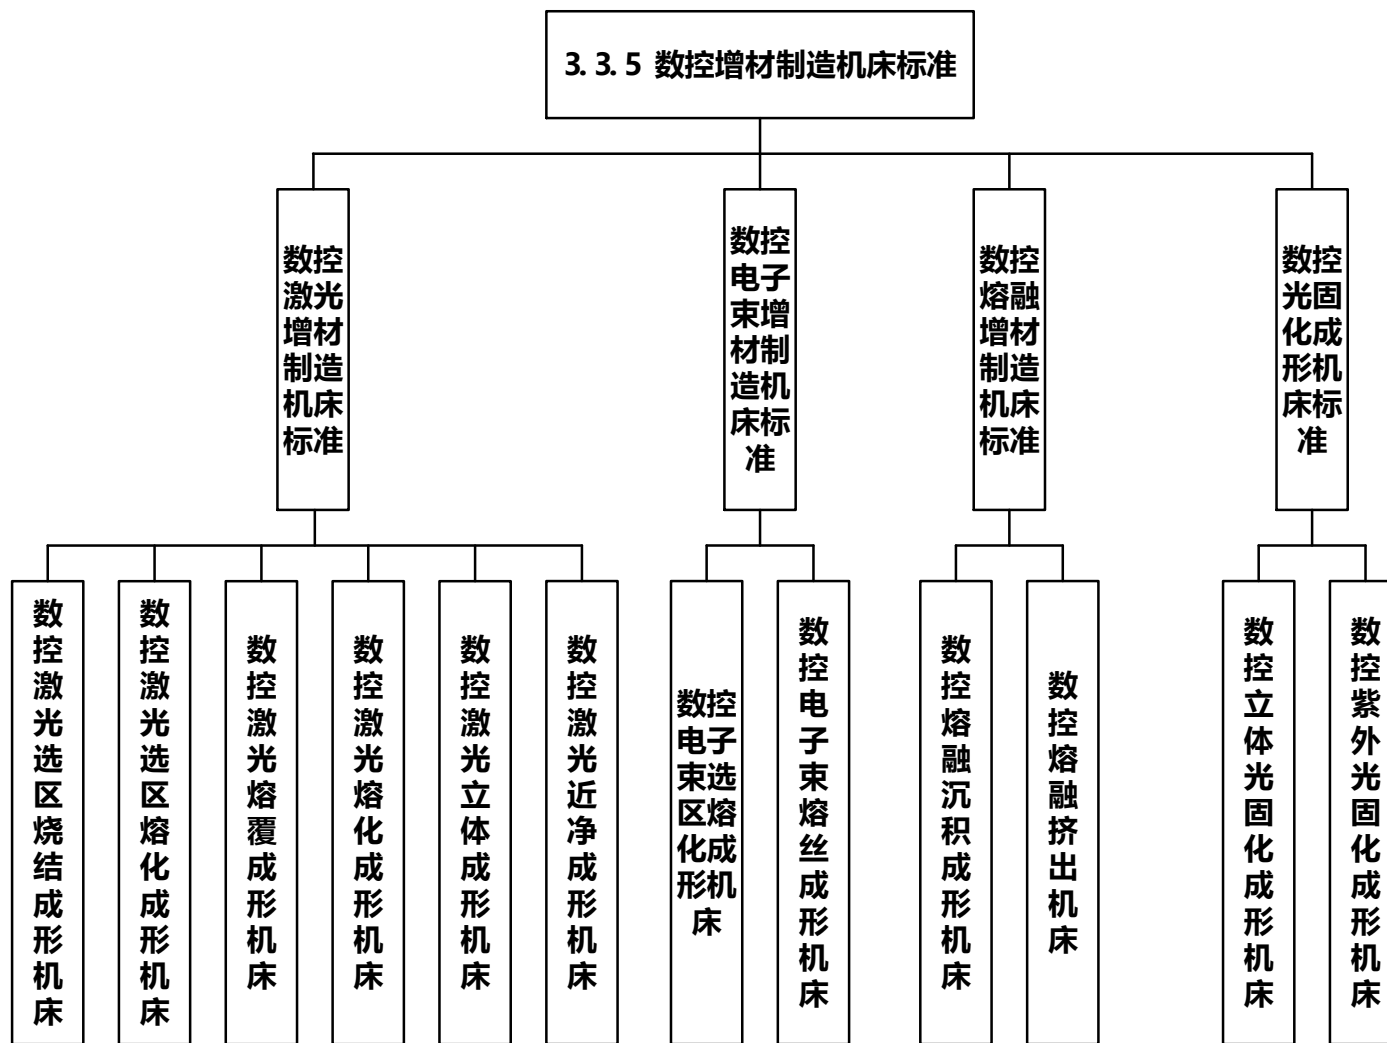 3.3.5 数控增材制造机床标准
数控激光增材制造机床标准
数控电子束增材制造机床标准
数控熔融增材制造机床标准
数控光固化成形机床标准
数控激光选区烧结成形机床
数控激光选区熔化成形机床
数控激光熔覆成形机床
数控激光熔化成形机床
数控激光立体成形机床
数控激光近净成形机床
数控电子束选区熔化成形机床
数控电子束熔丝成形机床
数控熔融沉积成形机床
数控熔融挤出机床
数控立体光固化成形机床
数控紫外光固化成形机床